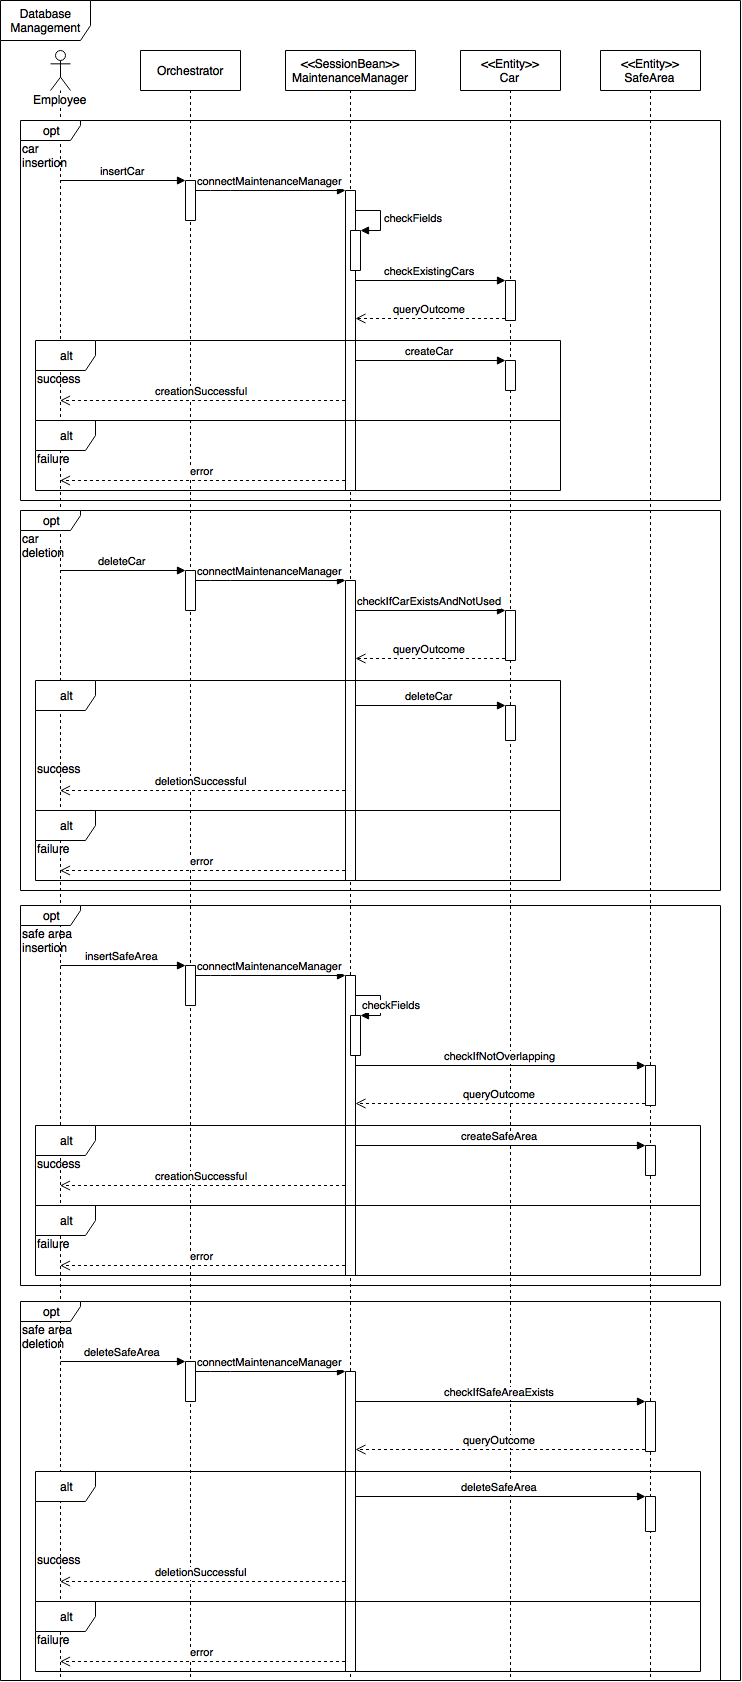 Database
Management
Employee
Orchestrator
<<SessionBean>>
MaintenanceManager
<<Entity>>
Car
<<Entity>>
SafeArea
opt
car
insertion
insertCar
connectMaintenanceManager
checkFields
checkExistingCars
queryOutcome
alt
createCar
success
creationSuccessful
alt
failure
error
opt
car
deletion
deleteCar
connectMaintenanceManager
checkIfCarExistsAndNotUsed
queryOutcome
alt
deleteCar
success
deletionSuccessful
alt
failure
error
opt
safe area
insertion
insertSafeArea
connectMaintenanceManager
checkFields
checkIfNotOverlapping
queryOutcome
alt
createSafeArea
success
creationSuccessful
alt
failure
error
opt
safe area
deletion
deleteSafeArea
connectMaintenanceManager
checkIfSafeAreaExists
queryOutcome
alt
deleteSafeArea
success
deletionSuccessful
alt
failure
error